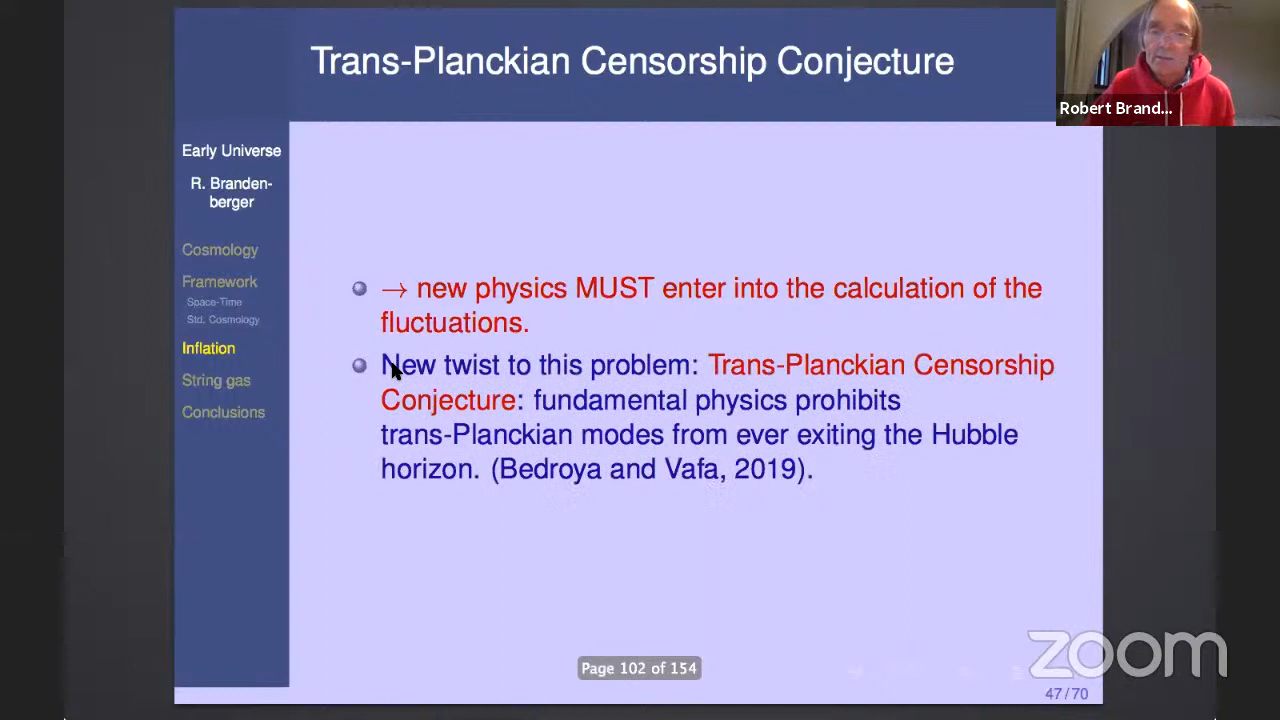 Trans-Planckian Censorship Conjecture
Robert Brand...
Early Universe
R. Branden-
berger
Cosmology
Framework
Space-Time
Std. Cosmology
Inflation
String gas
Conclusions
→ new physics MUST enter into the calculation of the
fluctuations.
New twist to this problem: Trans-Planckian Censorship
Conjecture: fundamental physics prohibits
trans-Planckian modes from ever exiting the Hubble
horizon. (Bedroya and Vafa, 2019).
Page 102 of 154
zoom
47/70